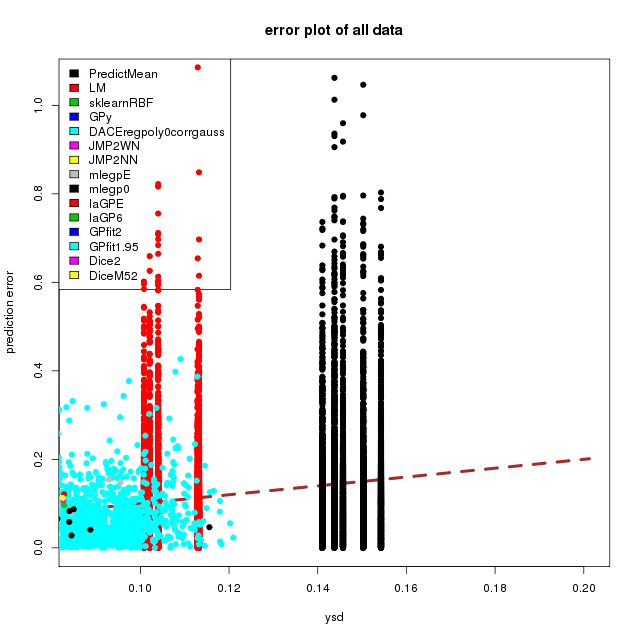 error plot of all data
PredictMean
LM
sklearnRBF
GPy
DACEregpoly0corrgauss
JMP2WN
JMP2NN
mlegpE
mlegp0
laGPE
laGP6
GPfit2
GPfit1.95
Dice2
DiceM52
prediction error
1.0
0.8
0.6
0.4
0.2
0.0
0.10 0.12 0.14 0.16 0.18 0.20
ysd